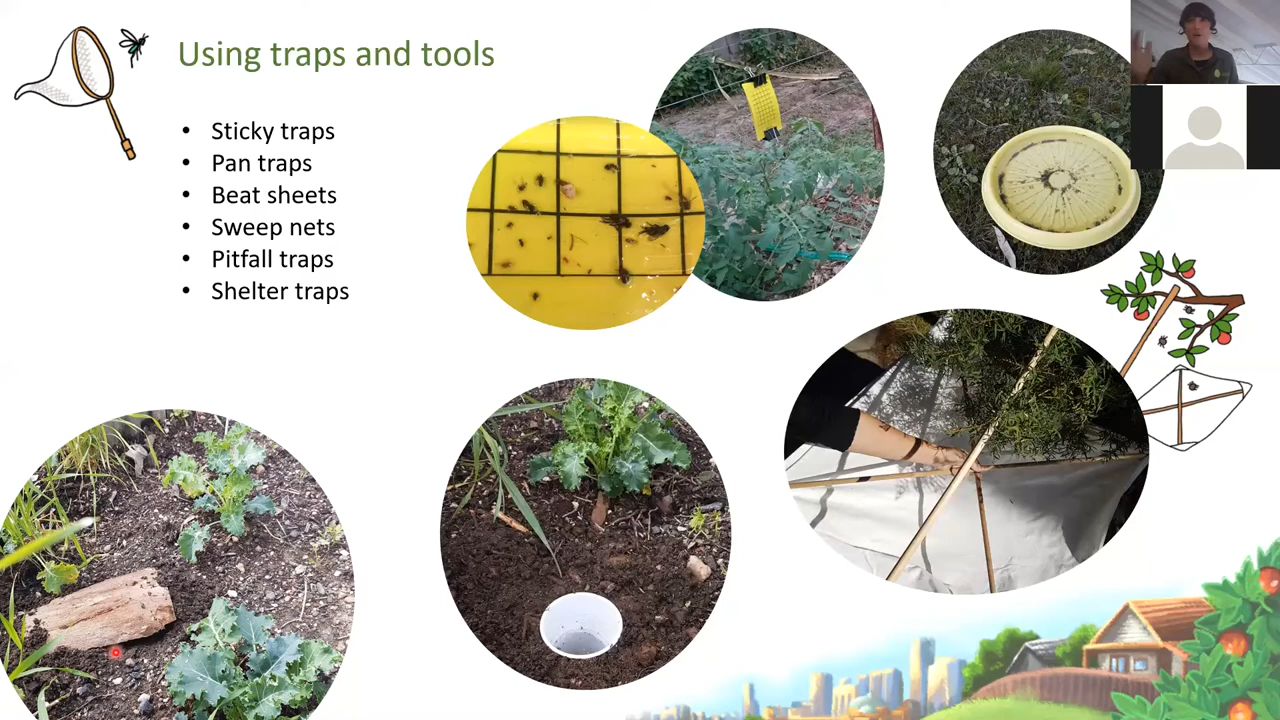 Using traps and tools
• Sticky traps
• Pan traps
• Beat sheets
• Sweep nets
• Pitfall traps
• Shelter traps